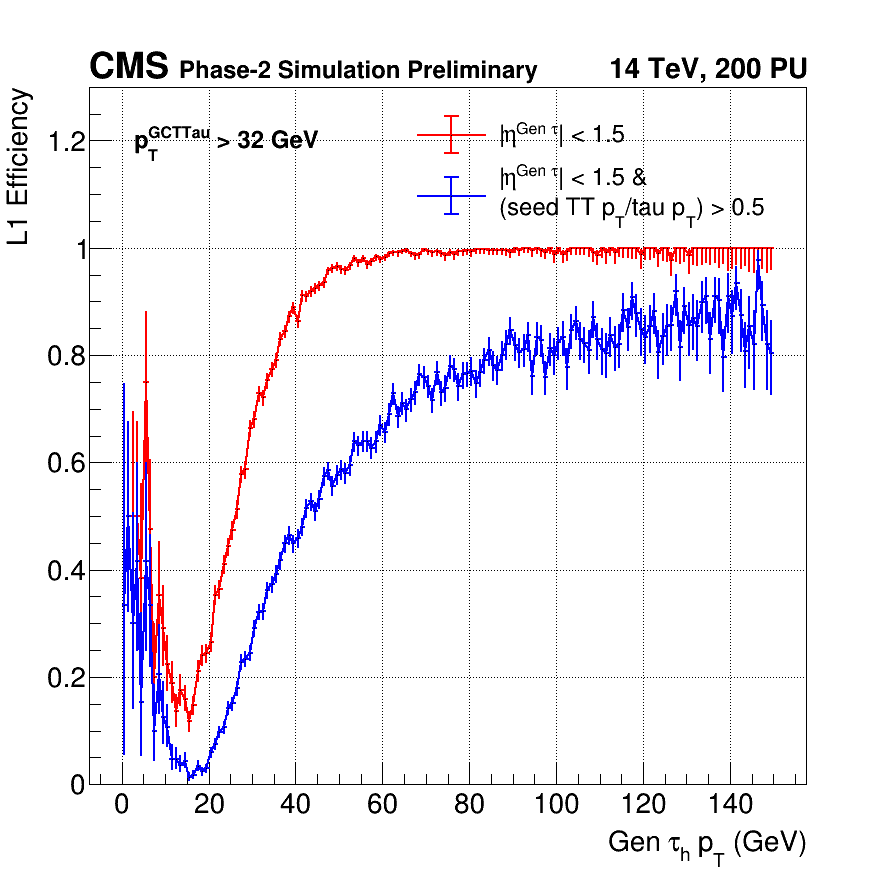 CMS Phase-2 Simulation Preliminary 14 TeV, 200 PU
L1 Efficiency
p_T^GCTTau > 32 GeV
|η^Gen τ| < 1.5
|η^Gen τ| < 1.5 &
(seed TT p_T/tau p_T) > 0.5
1.2
1
0.8
0.6
0.4
0.2
0
0 20 40 60 80 100 120 140
Gen τ_h p_T (GeV)